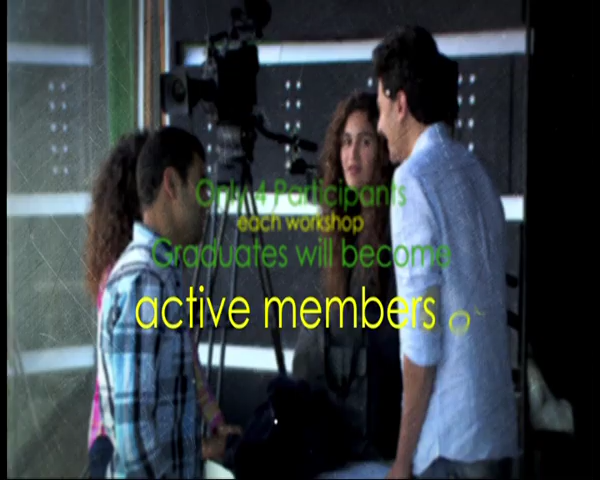 Only 4 Participants
each workshop
Graduates will become
active members